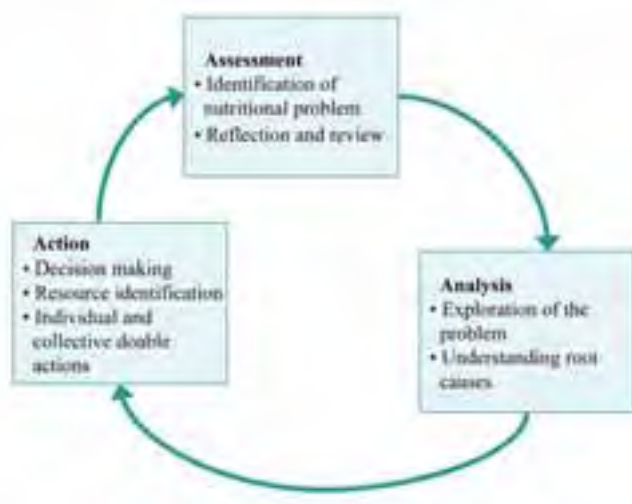 Assessment
• Identification of
nutritional problem
• Reflection and review
Action
• Decision making
• Resource identification
• Individual and
collective double
actions
Analysis
• Exploration of the
problem
• Understanding root
causes